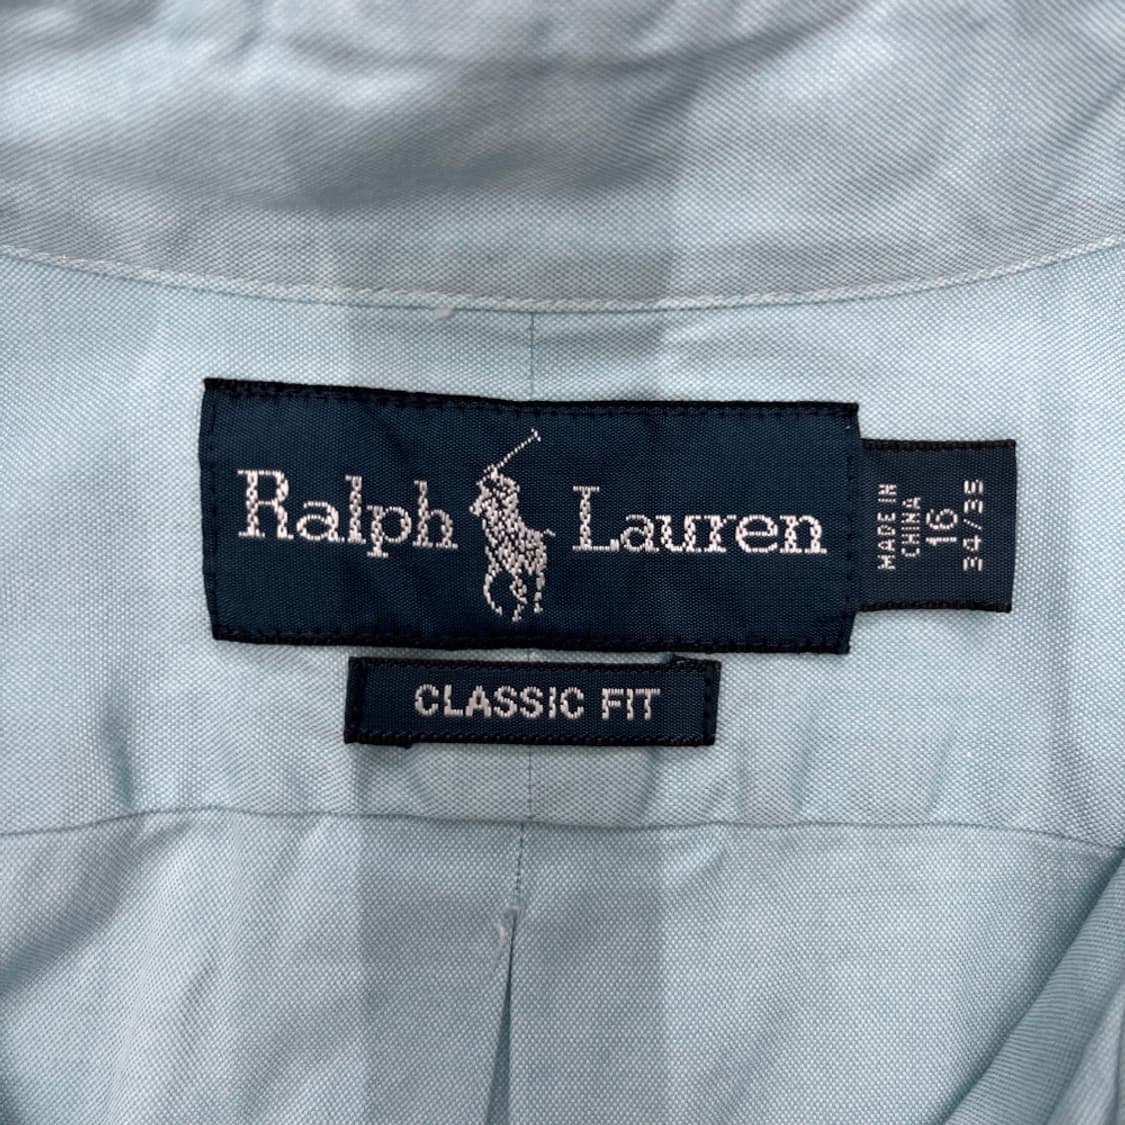 Ralph Lauren
MADE IN
CHINA
16
34/35
CLASSIC FIT